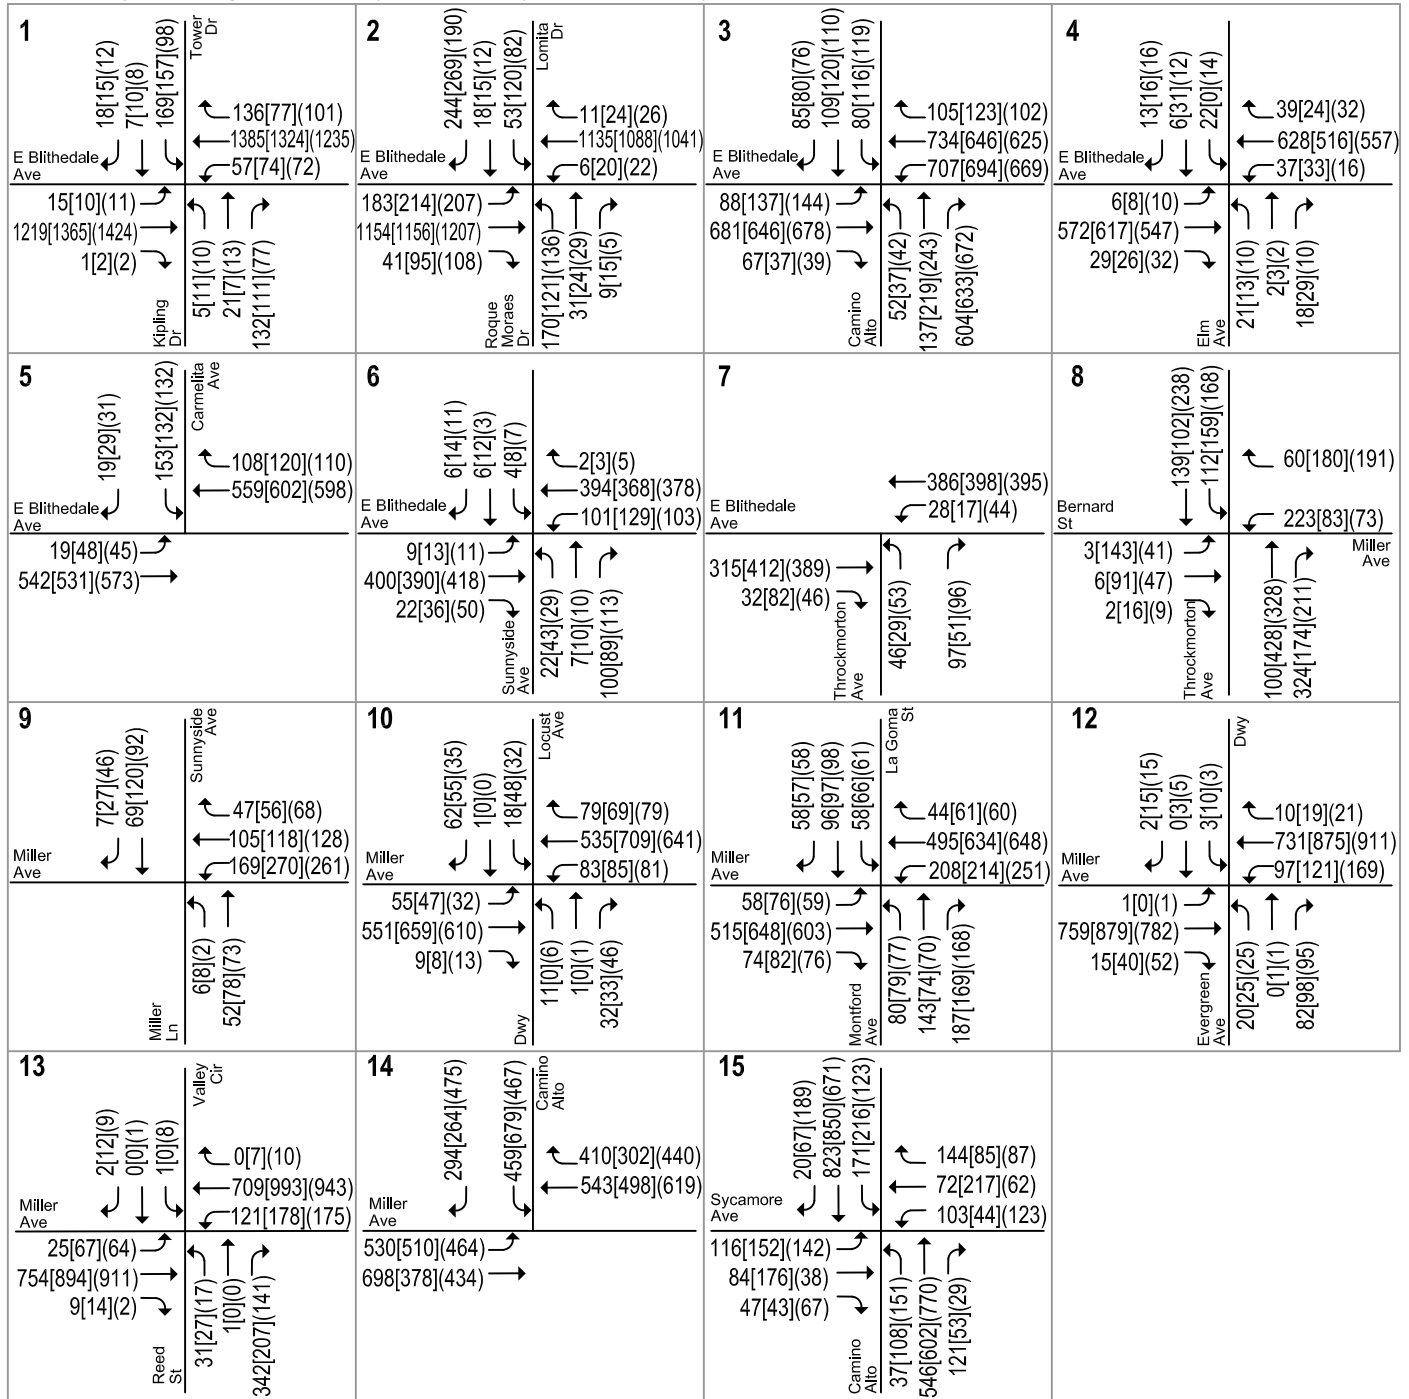 1
Tower Dr
18[15](12)
7[10](8)
169[157](98)
136[77](101)
1385[1324](1235)
57[74](72)
E Blithedale
Ave
15[10](11)
1219[1365](1424)
1[2](2)
Kipling
Dr
5[11](10)
21[7](13)
132[111](77)
2
Lomita
Dr
244[269](190)
18[15](12)
53[120](82)
11[24](26)
1135[1088](1041)
6[20](22)
E Blithedale
Ave
183[214](207)
1154[1156](1207)
41[95](108)
Roque
Moraes
Dr
170[121](136)
31[24](29)
9[15](5)
3
85[80](76)
109[120](110)
80[116](119)
105[123](102)
734[646](625)
707[694](669)
E Blithedale
Ave
88[137](144)
681[646](678)
67[37](39)
Camino
Alto
52[37](42)
137[219](243)
604[633](672)
4
13[16](16)
6[31](12)
22[0](14)
39[24](32)
628[516](557)
37[33](16)
E Blithedale
Ave
6[8](10)
572[617](547)
29[26](32)
Elm
Ave
21[13](10)
2[3](2)
18[29](10)
5
Carmelita
Ave
19[29](31)
153[132](132)
108[120](110)
559[602](598)
E Blithedale
Ave
19[48](45)
542[531](573)
6
6[14](11)
6[12](3)
4[8](7)
2[3](5)
394[368](378)
101[129](103)
E Blithedale
Ave
9[13](11)
400[390](418)
22[36](50)
Sunnyside
Ave
22[43](29)
7[10](10)
100[89](113)
7
386[398](395)
28[17](44)
E Blithedale
Ave
315[412](389)
32[82](46)
Throckmorton
Ave
46[29](53)
97[51](96)
8
139[102](238)
112[159](168)
60[180](191)
223[83](73)
Bernard
St
Miller
Ave
3[143](41)
6[91](47)
2[16](9)
Throckmorton
Ave
100[428](328)
324[174](211)
9
Sunnyside
Ave
7[27](46)
69[120](92)
47[56](68)
105[118](128)
169[270](261)
Miller
Ave
Miller
Ln
6[8](2)
52[78](73)
10
Locust
Ave
62[55](35)
1[0](0)
18[48](32)
79[69](79)
535[709](641)
83[85](81)
Miller
Ave
55[47](32)
551[659](610)
9[8](13)
Dwy
11[0](6)
1[0](1)
32[33](46)
11
La Goma
St
58[57](58)
96[97](98)
58[66](61)
44[61](60)
495[634](648)
208[214](251)
Miller
Ave
58[76](59)
515[648](603)
74[82](76)
Montford
Ave
80[79](77)
143[74](70)
187[169](168)
12
Dwy
2[15](15)
0[3](5)
3[10](3)
10[19](21)
731[875](911)
97[121](169)
Miller
Ave
1[0](1)
759[879](782)
15[40](52)
Evergreen
Ave
20[25](25)
0[1](1)
82[98](95)
13
Valley
Cir
2[12](9)
0[0](1)
1[0](8)
0[7](10)
709[993](943)
121[178](175)
Miller
Ave
25[67](64)
754[894](911)
9[14](2)
Reed
St
31[27](17)
1[0](0)
342[207](141)
14
Camino
Alto
294[264](475)
459[679](467)
410[302](440)
543[498](619)
Miller
Ave
530[510](464)
698[378](434)
15
20[67](189)
823[850](671)
171[216](123)
144[85](87)
72[217](62)
103[44](123)
Sycamore
Ave
116[152](142)
84[176](38)
47[43](67)
Camino
Alto
37[108](151)
546[602](770)
121[53](29)